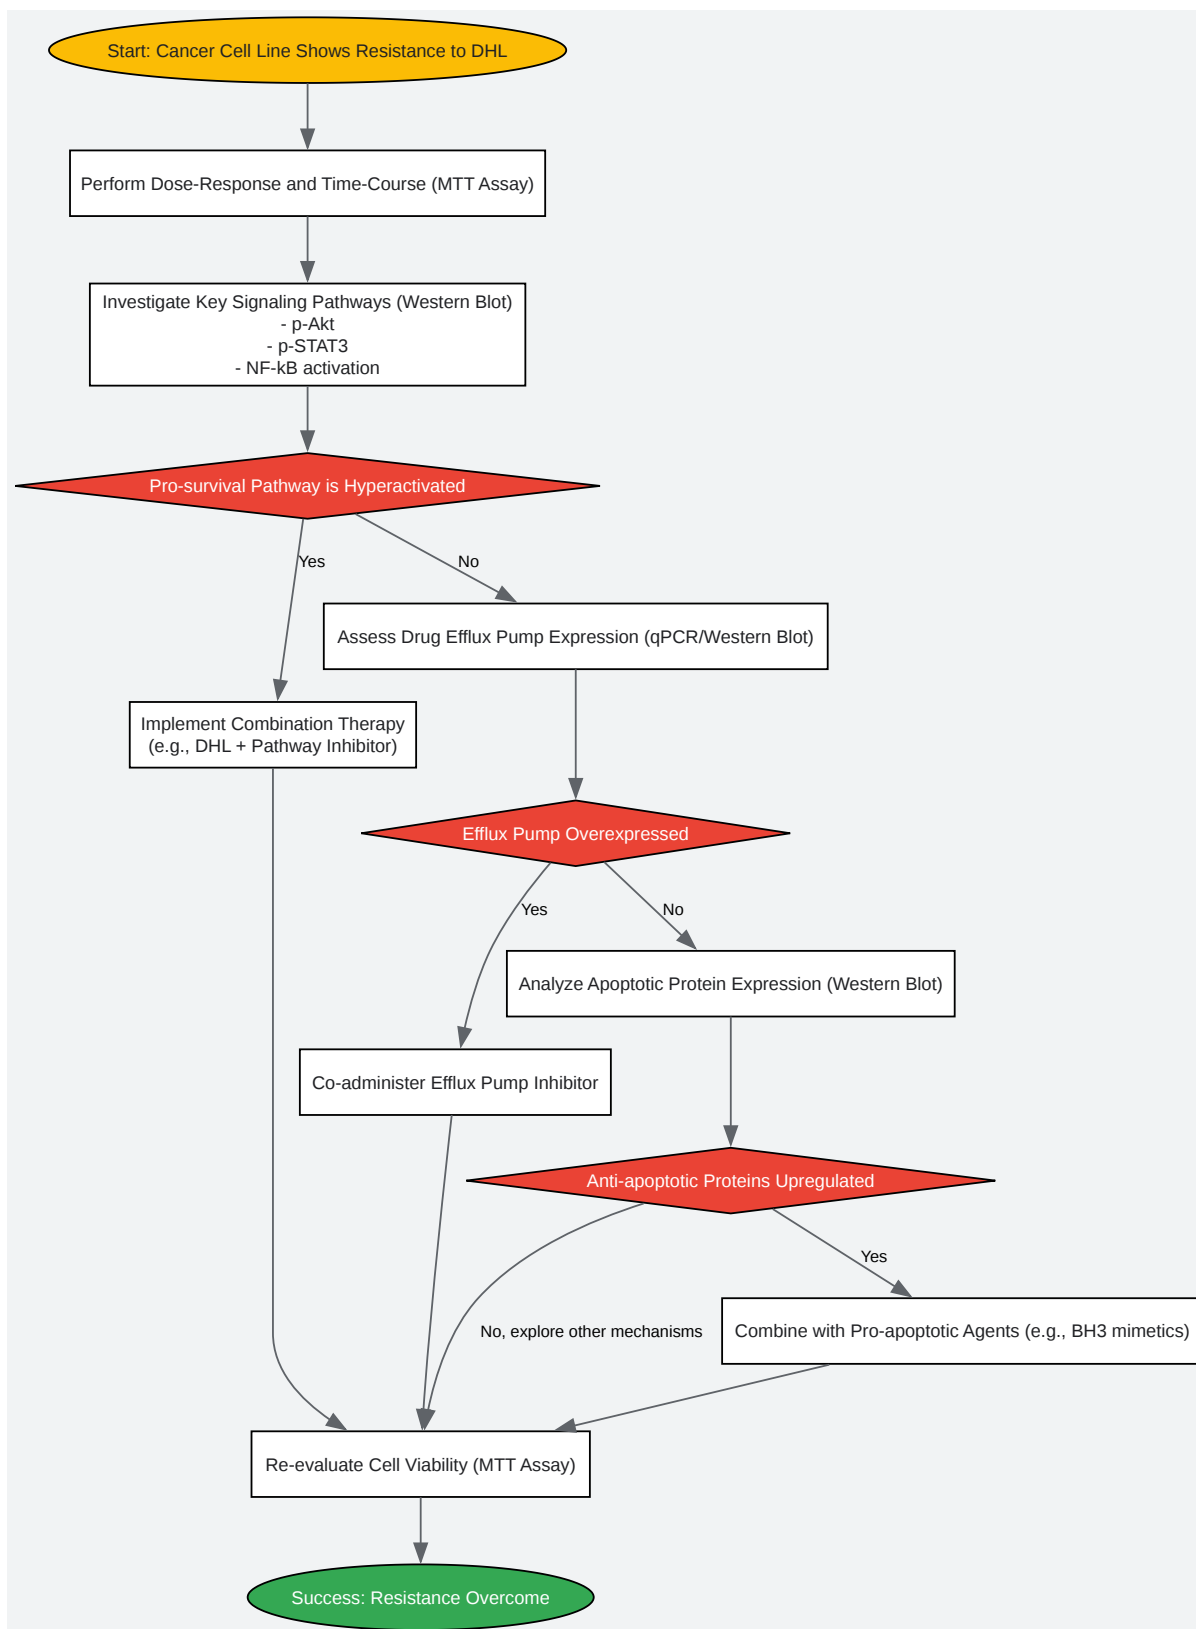 Start: Cancer Cell Line Shows Resistance to DHL
Perform Dose-Response and Time-Course (MTT Assay)
Investigate Key Signaling Pathways (Western Blot)
- p-Akt
- p-STAT3
- NF-kB activation
Pro-survival Pathway is Hyperactivated
Yes
No
Assess Drug Efflux Pump Expression (qPCR/Western Blot)
Implement Combination Therapy
(e.g., DHL + Pathway Inhibitor)
Efflux Pump Overexpressed
Yes
No
Analyze Apoptotic Protein Expression (Western Blot)
Co-administer Efflux Pump Inhibitor
Anti-apoptotic Proteins Upregulated
Yes
No, explore other mechanisms
Combine with Pro-apoptotic Agents (e.g., BH3 mimetics)
Re-evaluate Cell Viability (MTT Assay)
Success: Resistance Overcome